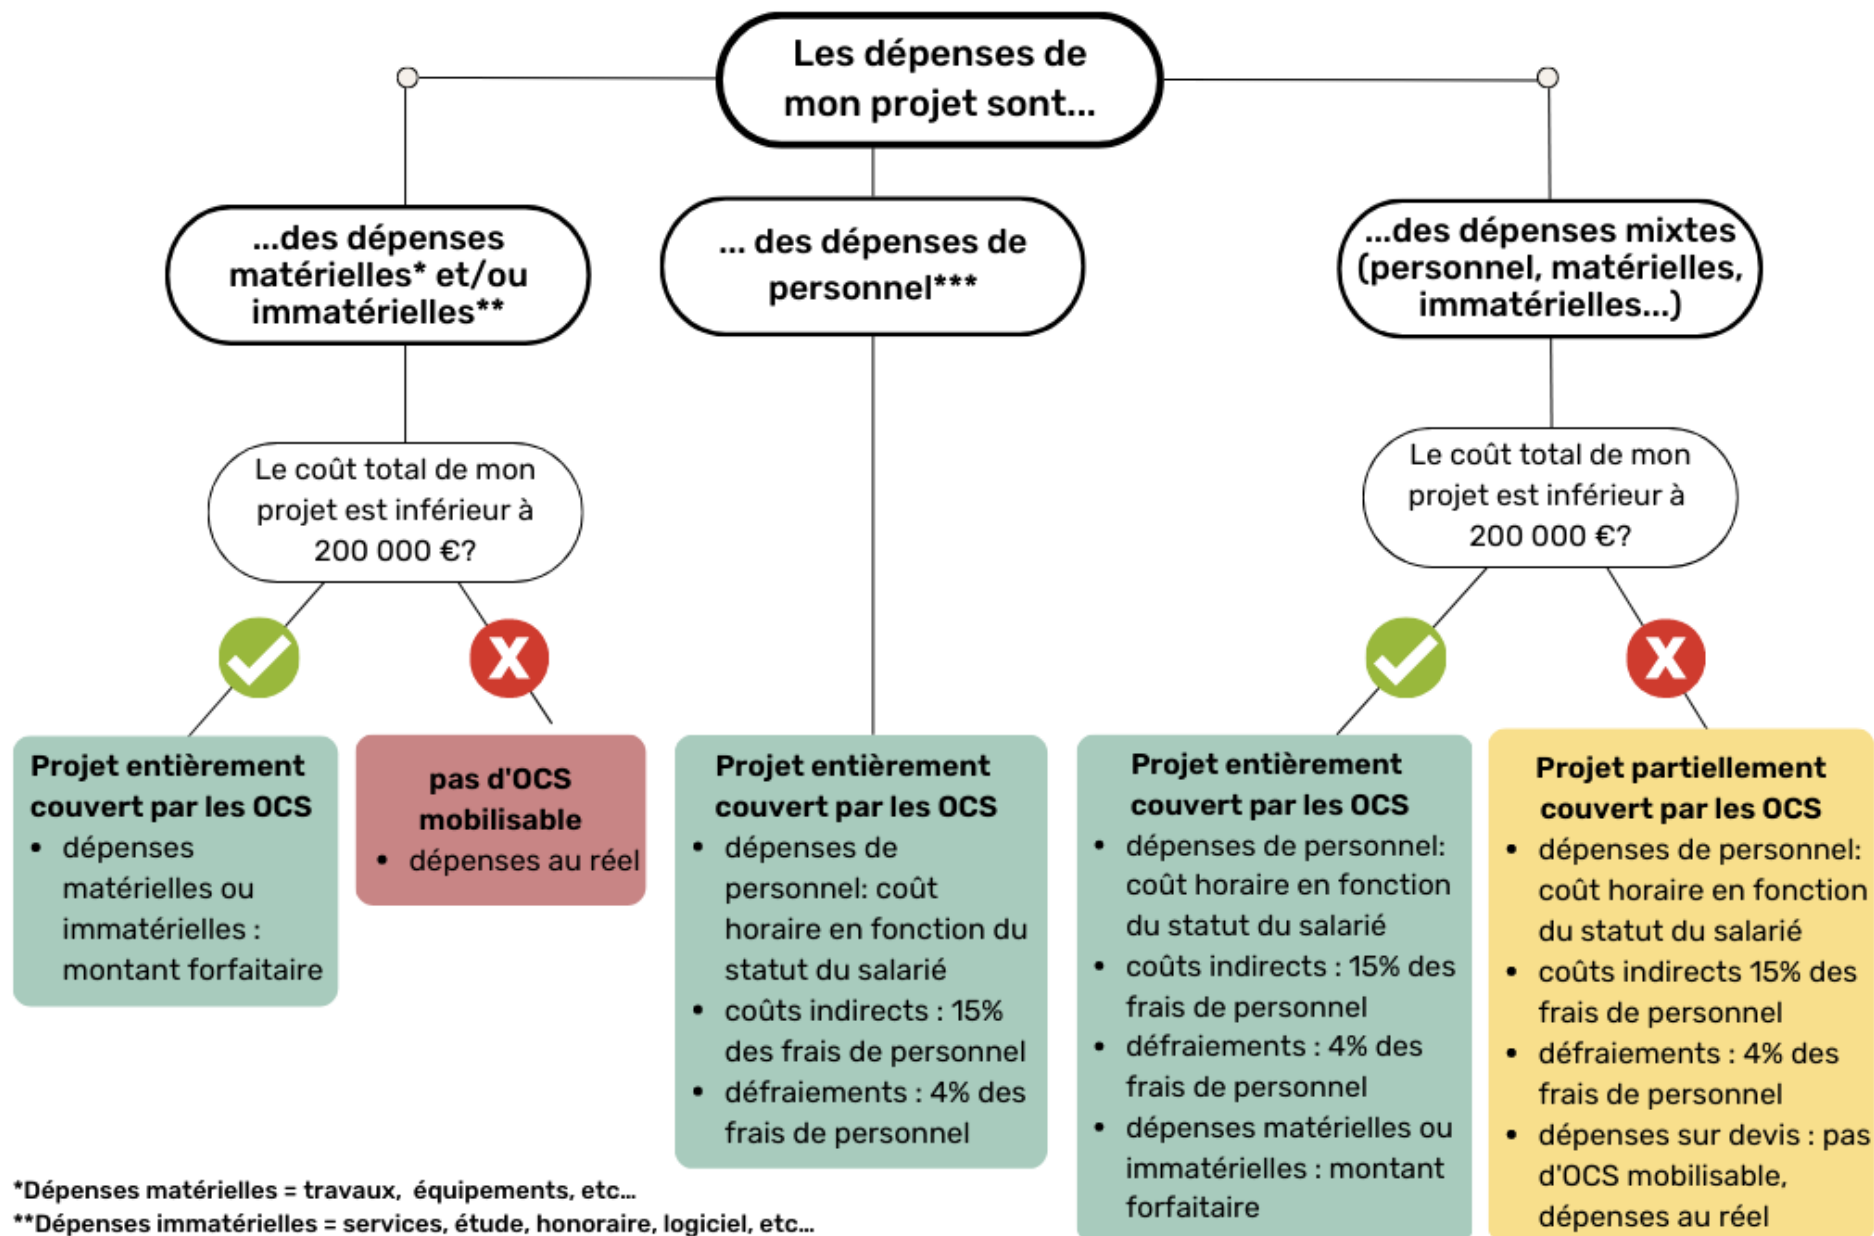 Les dépenses de
mon projet sont...
...des dépenses
matérielles* et/ou
immatérielles**
... des dépenses de
personnel***
...des dépenses mixtes
(personnel, matérielles,
immatérielles...)
Le coût total de mon
projet est inférieur à
200 000 €?
Le coût total de mon
projet est inférieur à
200 000 €?
X
X
Projet entièrement
couvert par les OCS
• dépenses
matérielles ou
immatérielles :
montant forfaitaire
pas d'OCS
mobilisable
• dépenses au réel
Projet entièrement
couvert par les OCS
• dépenses de
personnel: coût
horaire en fonction du
statut du salarié
• coûts indirects : 15%
des frais de personnel
• défraiements : 4% des
frais de personnel
Projet entièrement
couvert par les OCS
• dépenses de personnel:
coût horaire en fonction
du statut du salarié
• coûts indirects : 15% des
frais de personnel
• défraiements : 4% des
frais de personnel
• dépenses matérielles ou
immatérielles : montant
forfaitaire
Projet partiellement
couvert par les OCS
• dépenses de personnel:
coût horaire en fonction
du statut du salarié
• coûts indirects 15% des
frais de personnel
• défraiements : 4% des
frais de personnel
• dépenses sur devis : pas
d'OCS mobilisable,
dépenses au réel
*Dépenses matérielles = travaux, équipements, etc...
**Dépenses immatérielles = services, étude, honoraire, logiciel, etc...